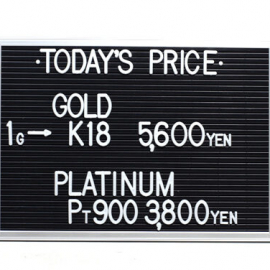 ·TODAY'S PRICE·
GOLD
1G→ K18 5,600YEN
PLATINUM
PT900 3,800YEN